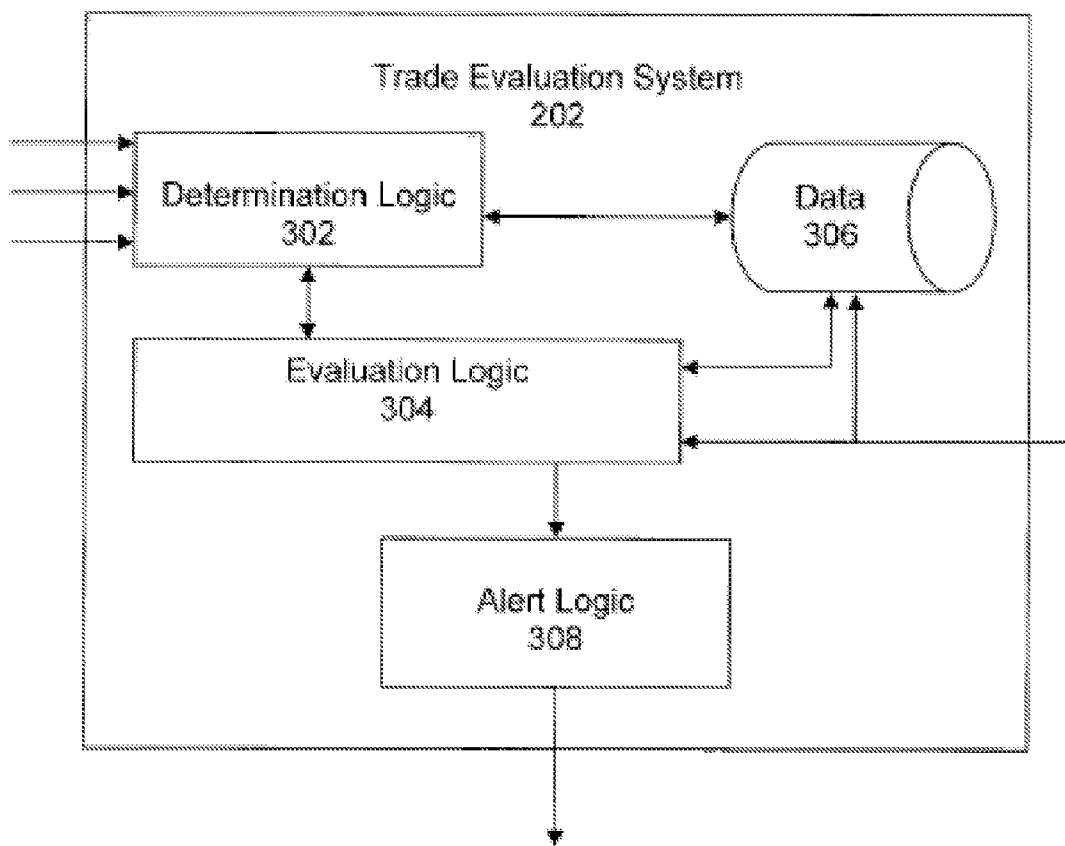 Trade Evaluation System
202
Determination Logic
302
Data
306
Evaluation Logic
304
Alert Logic
308